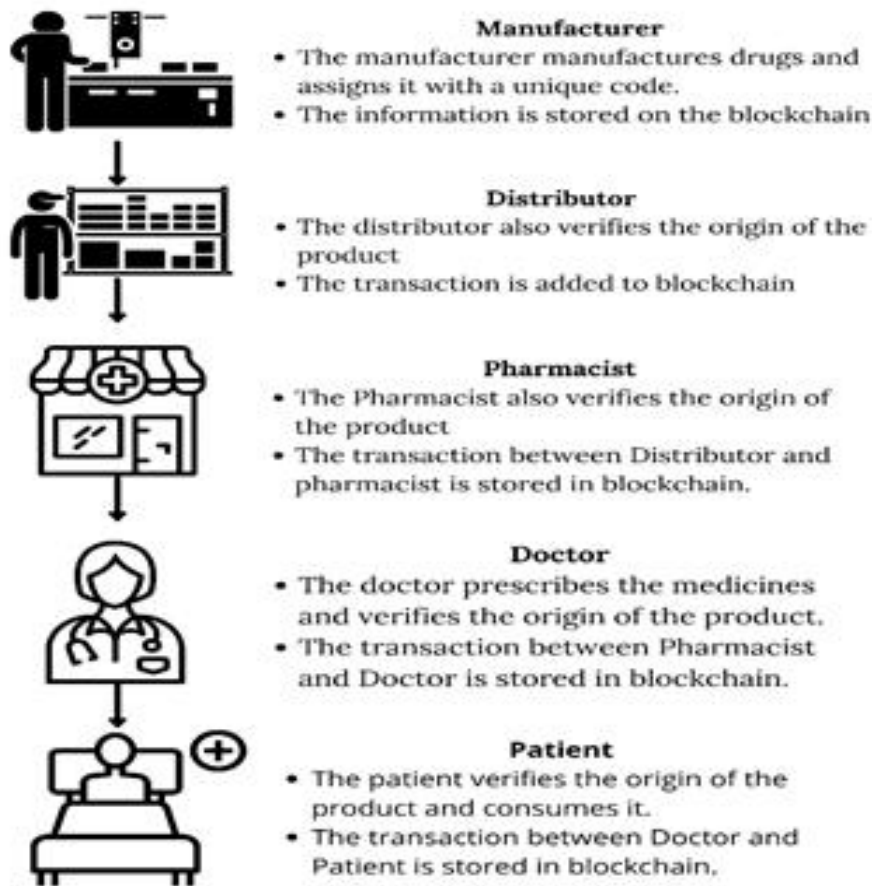 Manufacturer
• The manufacturer manufactures drugs and
assigns it with a unique code.
• The information is stored on the blockchain
Distributor
• The distributor also verifies the origin of the
product
• The transaction is added to blockchain
Pharmacist
• The Pharmacist also verifies the origin of
the product
• The transaction between Distributor and
pharmacist is stored in blockchain.
Doctor
• The doctor prescribes the medicines
and verifies the origin of the product.
• The transaction between Pharmacist
and Doctor is stored in blockchain.
Patient
• The patient verifies the origin of the
product and consumes it.
• The transaction between Doctor and
Patient is stored in blockchain.